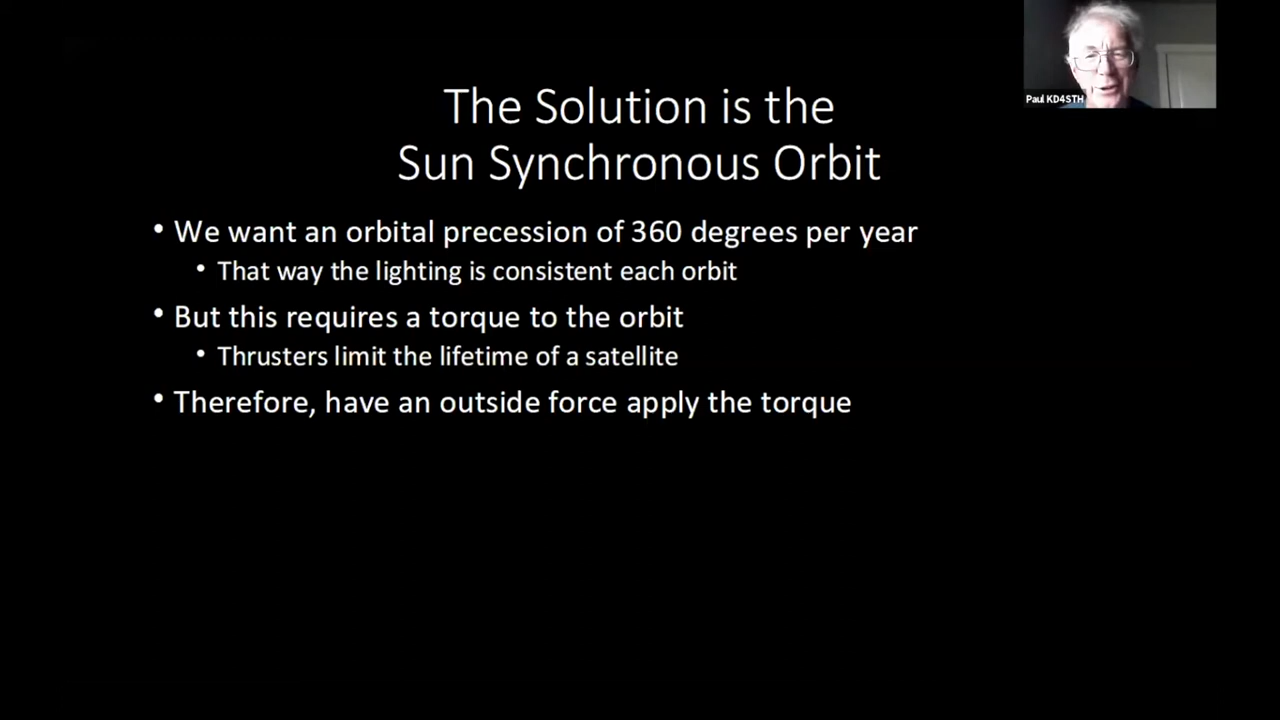 Paul KD4STH
The Solution is the
Sun Synchronous Orbit
• We want an orbital precession of 360 degrees per year
• That way the lighting is consistent each orbit
• But this requires a torque to the orbit
• Thrusters limit the lifetime of a satellite
• Therefore, have an outside force apply the torque